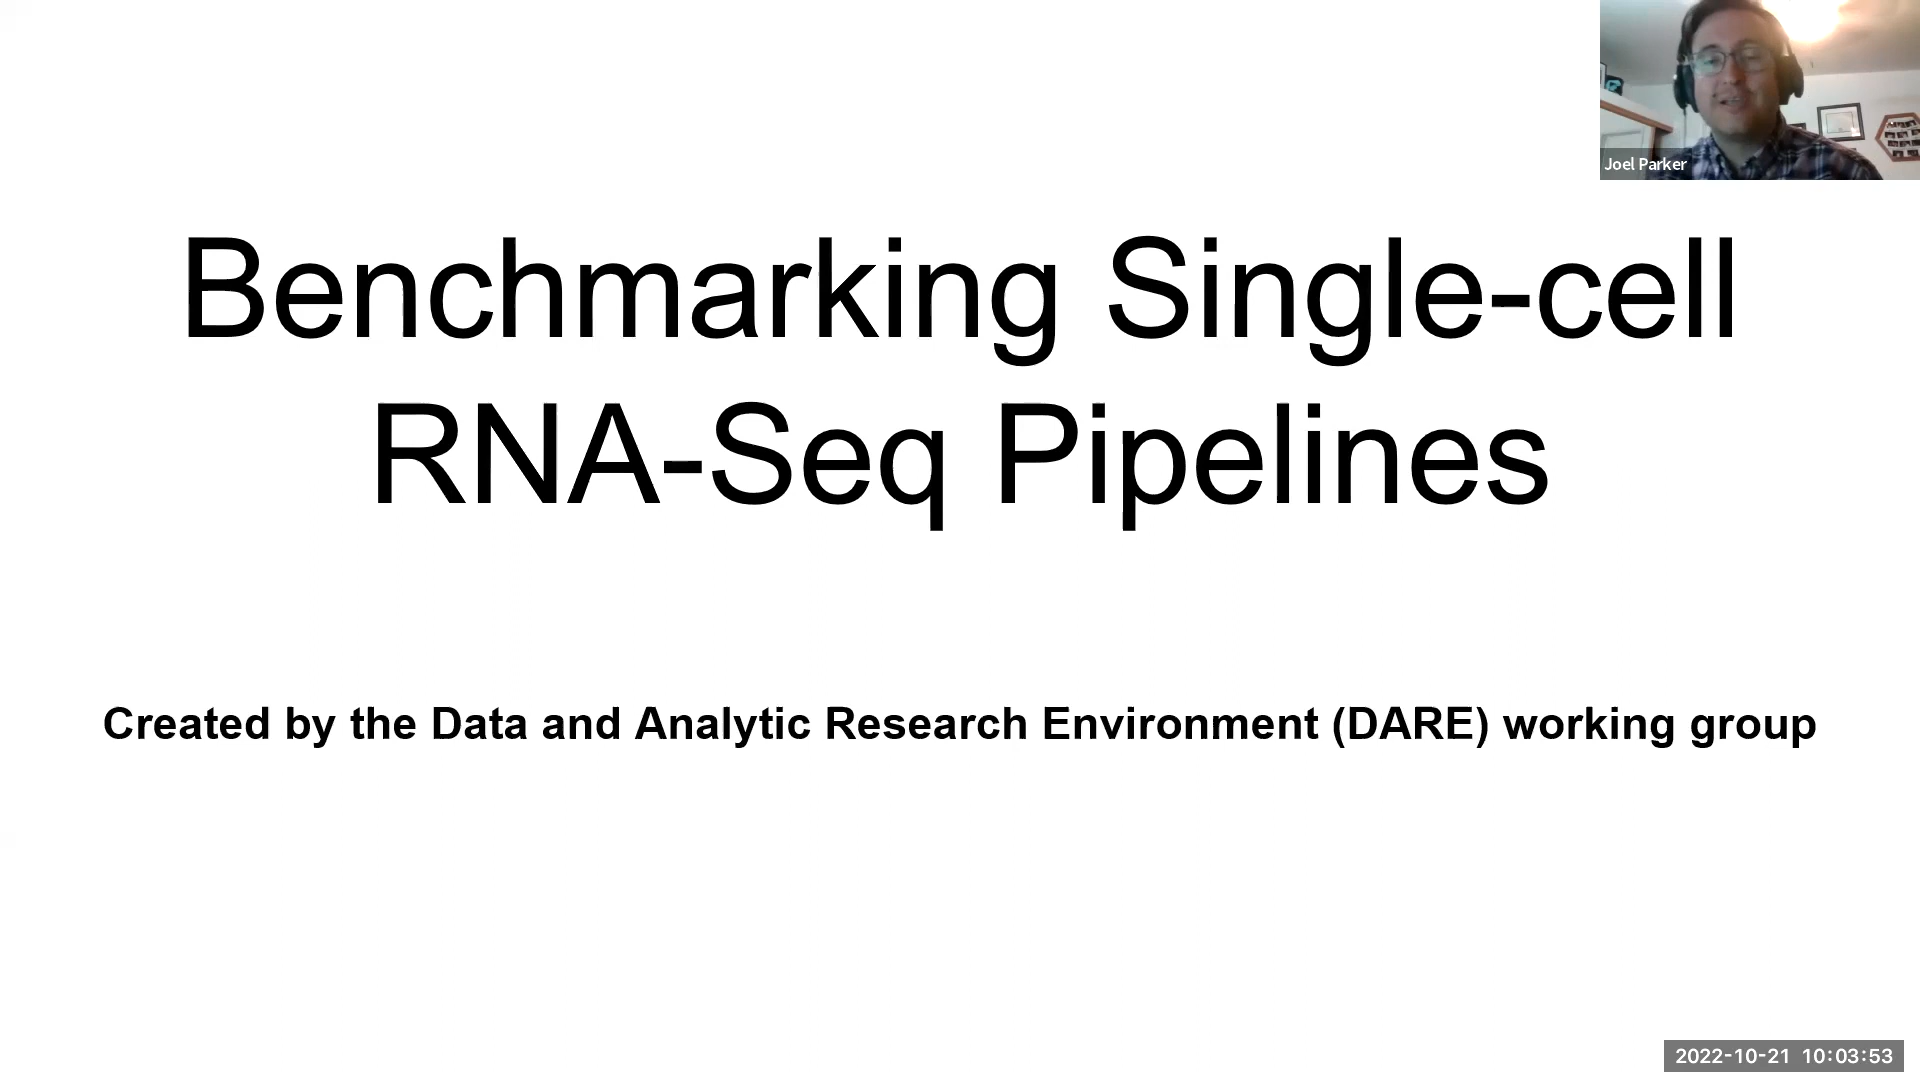 Joel Parker
Benchmarking Single-cell
RNA-Seq Pipelines
Created by the Data and Analytic Research Environment (DARE) working group
2022-10-21 10:03:53